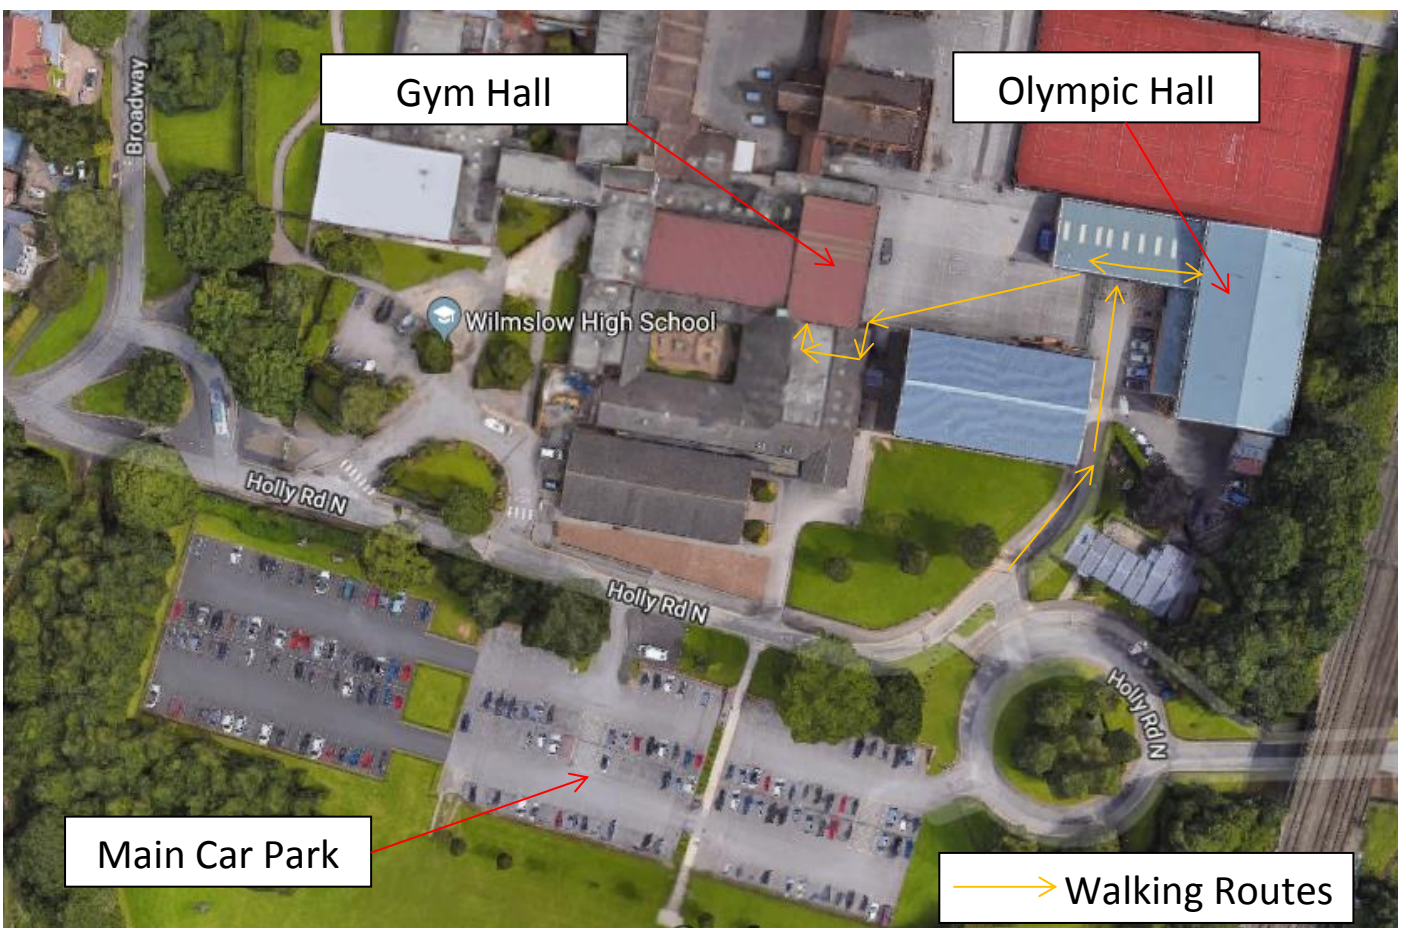 Broadway
Gym Hall
Olympic Hall
Wilmslow High School
Holly Rd N
Holly Rd N
Holly Rd N
Main Car Park
Walking Routes